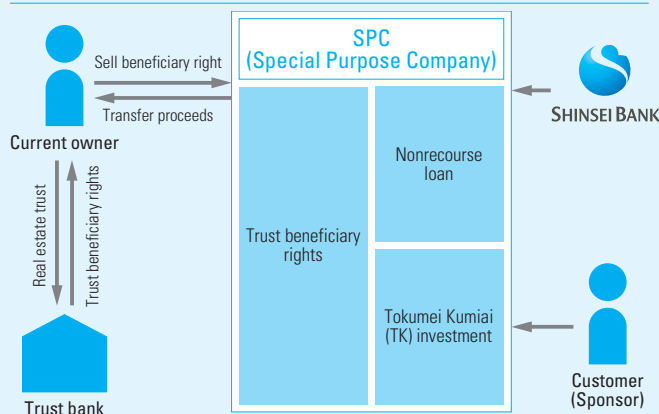 SPC
(Special Purpose Company)
Sell beneficiary right
Transfer proceeds
Current owner
Real estate trust
Trust beneficiary rights
Trust bank
Trust beneficiary
rights
Nonrecourse
loan
Tokumei Kumiai
(TK) investment
SHINSEI BANK
Customer
(Sponsor)